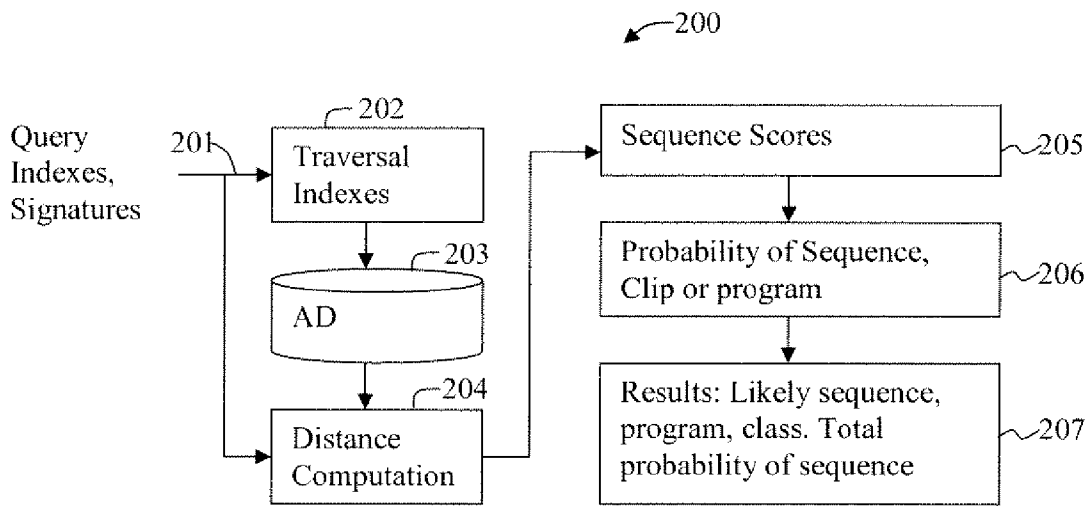 200
Query
Indexes,
Signatures
201
202
Traversal
Indexes
203
AD
204
Distance
Computation
Sequence Scores
205
Probability of Sequence,
Clip or program
206
Results: Likely sequence,
program, class. Total
probability of sequence
207